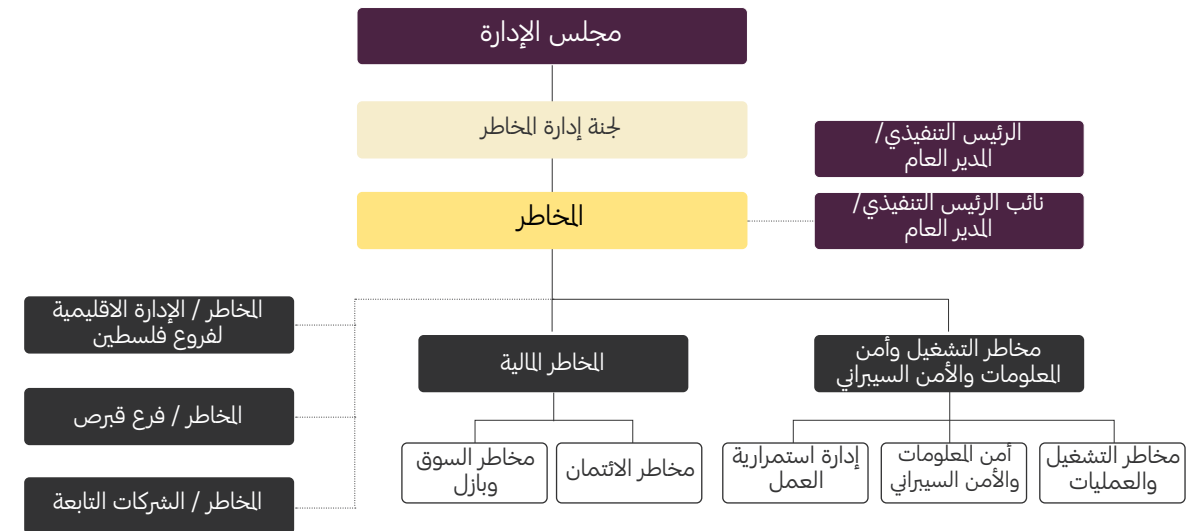 مجلس الإدارة
لجنة إدارة المخاطر
الرئيس التنفيذي/
المدير العام
المخاطر
نائب الرئيس التنفيذي/
المدير العام
المخاطر / الإدارة الاقليمية
لفروع فلسطين
مخاطر التشغيل وأمن
المعلومات والأمن السيبراني
المخاطر المالية
المخاطر / فرع قبرص
مخاطر التشغيل
والعمليات
أمن المعلومات
والأمن السيبراني
إدارة استمرارية
العمل
مخاطر الائتمان
مخاطر السوق
وبازل
المخاطر / الشركات التابعة